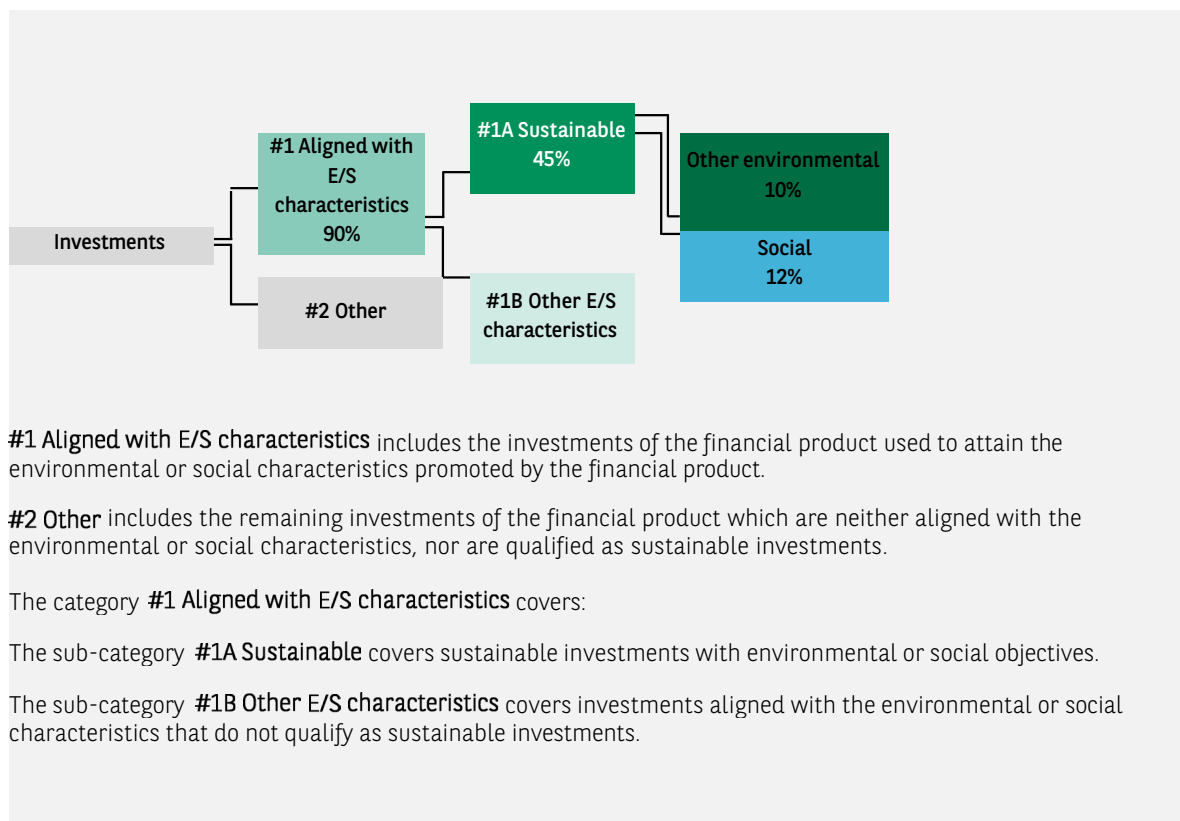 #1A Sustainable
45%
#1 Aligned with
E/S
characteristics
90%
Other environmental
10%
Investments
Social
12%
#2 Other
#1B Other E/S
characteristics
#1 Aligned with E/S characteristics includes the investments of the financial product used to attain the
environmental or social characteristics promoted by the financial product.
#2 Other includes the remaining investments of the financial product which are neither aligned with the
environmental or social characteristics, nor are qualified as sustainable investments.
The category #1 Aligned with E/S characteristics covers:
The sub-category #1A Sustainable covers sustainable investments with environmental or social objectives.
The sub-category #1B Other E/S characteristics covers investments aligned with the environmental or social
characteristics that do not qualify as sustainable investments.